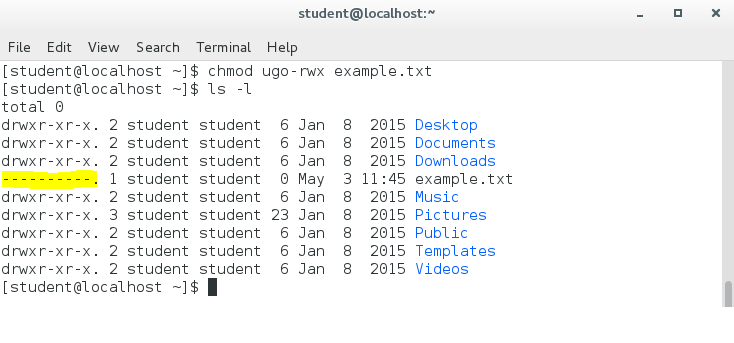 student@localhost:~
File Edit View Search Terminal Help
[student@localhost ~]$ chmod ugo-rwx example.txt
[student@localhost ~]$ ls -l
total 0
drwxr-xr-x. 2 student student  6 Jan  8  2015 Desktop
drwxr-xr-x. 2 student student  6 Jan  8  2015 Documents
drwxr-xr-x. 2 student student  6 Jan  8  2015 Downloads
----------. 1 student student  0 May  3 11:45 example.txt
drwxr-xr-x. 2 student student  6 Jan  8  2015 Music
drwxr-xr-x. 3 student student 23 Jan  8  2015 Pictures
drwxr-xr-x. 2 student student  6 Jan  8  2015 Public
drwxr-xr-x. 2 student student  6 Jan  8  2015 Templates
drwxr-xr-x. 2 student student  6 Jan  8  2015 Videos
[student@localhost ~]$